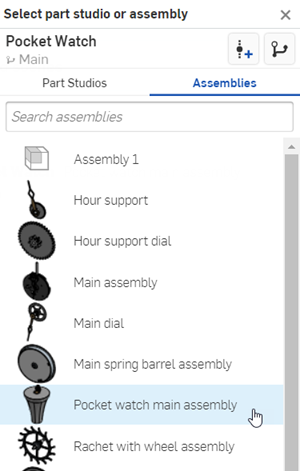 Select part studio or assembly
Pocket Watch
Main
Part Studios
Assemblies
Search assemblies
Assembly 1
Hour support
Hour support dial
Main assembly
Main dial
Main spring barrel assembly
Pocket watch main assembly
Rachet with wheel assembly